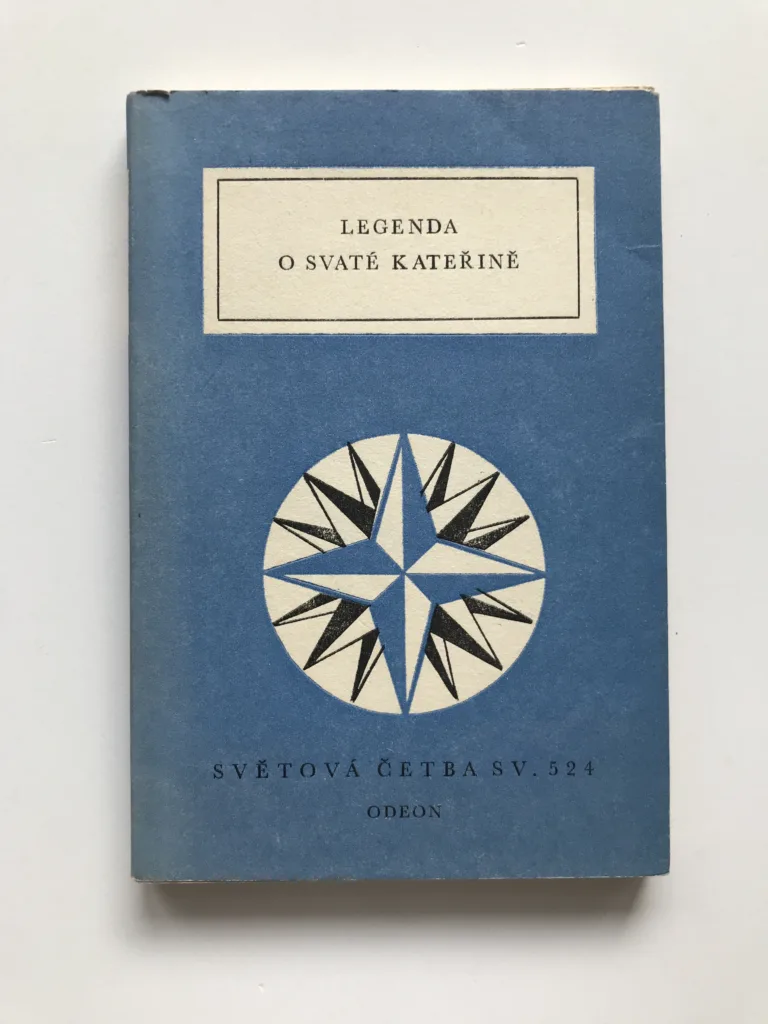 LEGENDA
O SVATÉ KATEŘINĚ
SVĚTOVÁ ČETBA SV. 524
ODEON